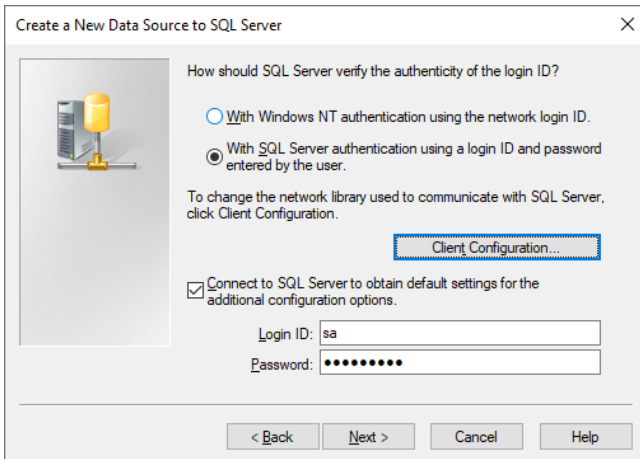 Create a New Data Source to SQL Server
How should SQL Server verify the authenticity of the login ID?
With Windows NT authentication using the network login ID.
With SQL Server authentication using a login ID and password
entered by the user.
To change the network library used to communicate with SQL Server,
click Client Configuration.
Client Configuration...
Connect to SQL Server to obtain default settings for the
additional configuration options.
Login ID: sa
Password: •••••••••
< Back Next > Cancel Help